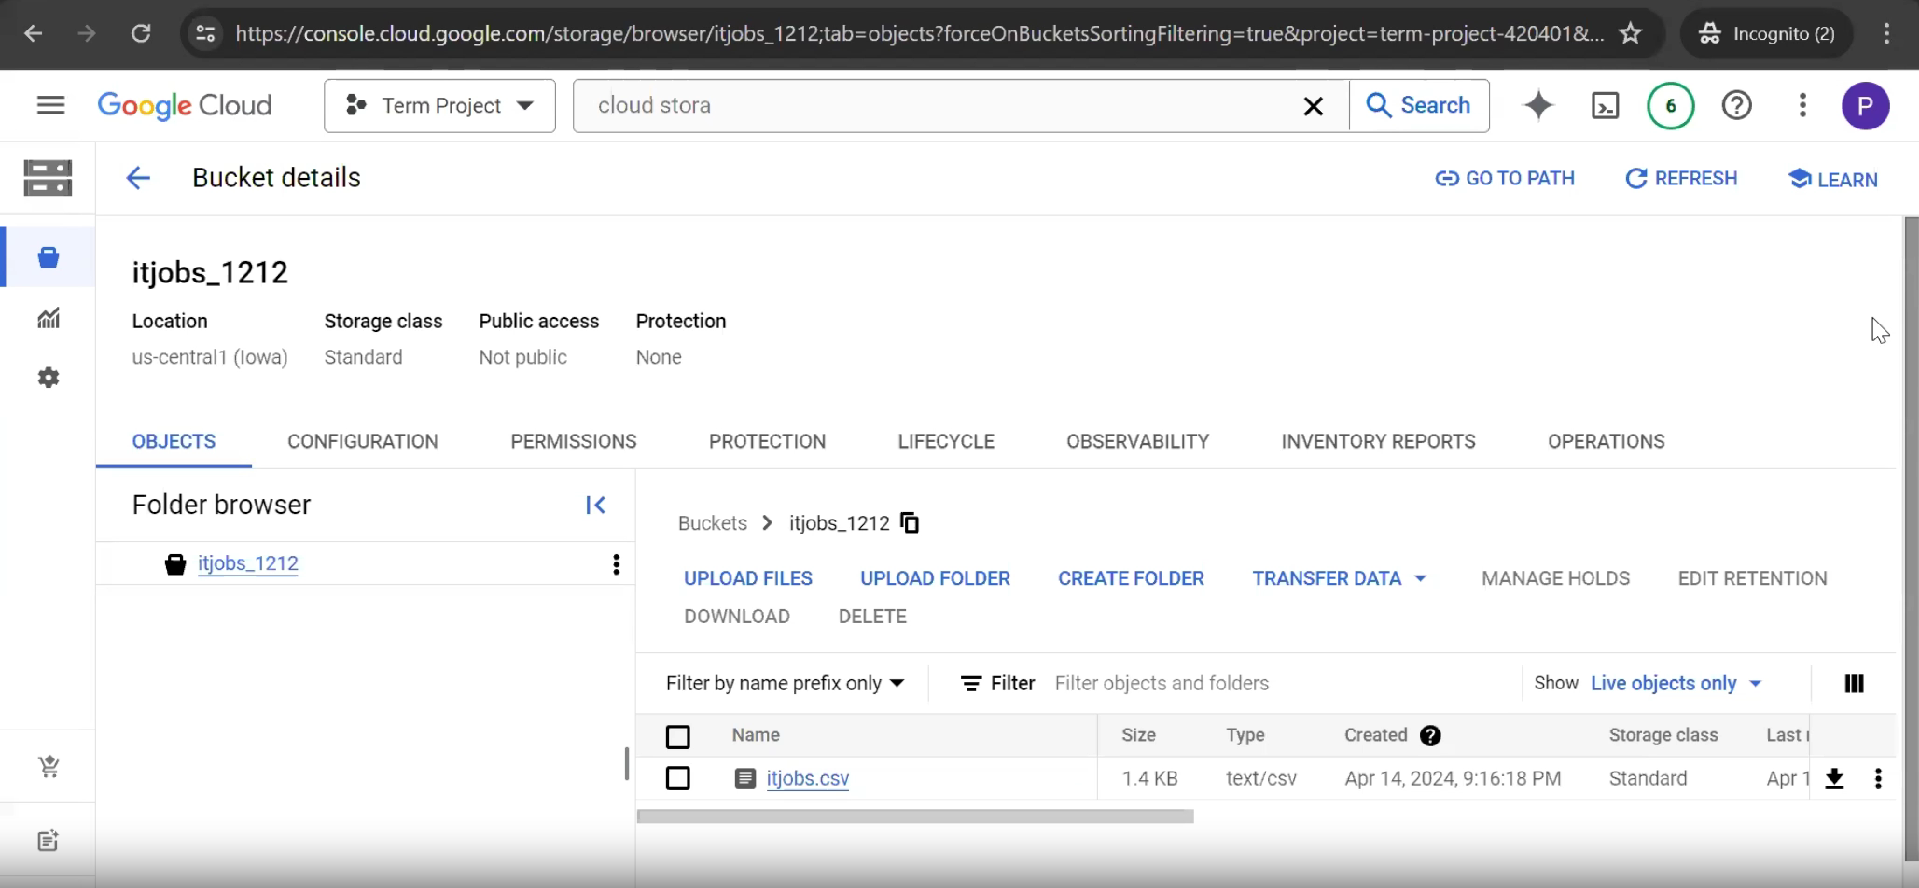 https://console.cloud.google.com/storage/browser/itjobs_1212;tab=objects?forceOnBucketsSortingFiltering=true&project=term-project-420401&... Incognito (2)
Google Cloud Term Project cloud stora Search 6 P
Bucket details GO TO PATH REFRESH LEARN
itjobs_1212
Location Storage class Public access Protection
us-central1 (Iowa) Standard Not public None
OBJECTS CONFIGURATION PERMISSIONS PROTECTION LIFECYCLE OBSERVABILITY INVENTORY REPORTS OPERATIONS
Folder browser
itjobs_1212
Buckets > itjobs_1212
UPLOAD FILES UPLOAD FOLDER CREATE FOLDER TRANSFER DATA MANAGE HOLDS EDIT RETENTION
DOWNLOAD DELETE
Filter by name prefix only Filter Filter objects and folders Show Live objects only
Name Size Type Created Storage class Last
itjobs.csv 1.4 KB text/csv Apr 14, 2024, 9:16:18 PM Standard Apr 1